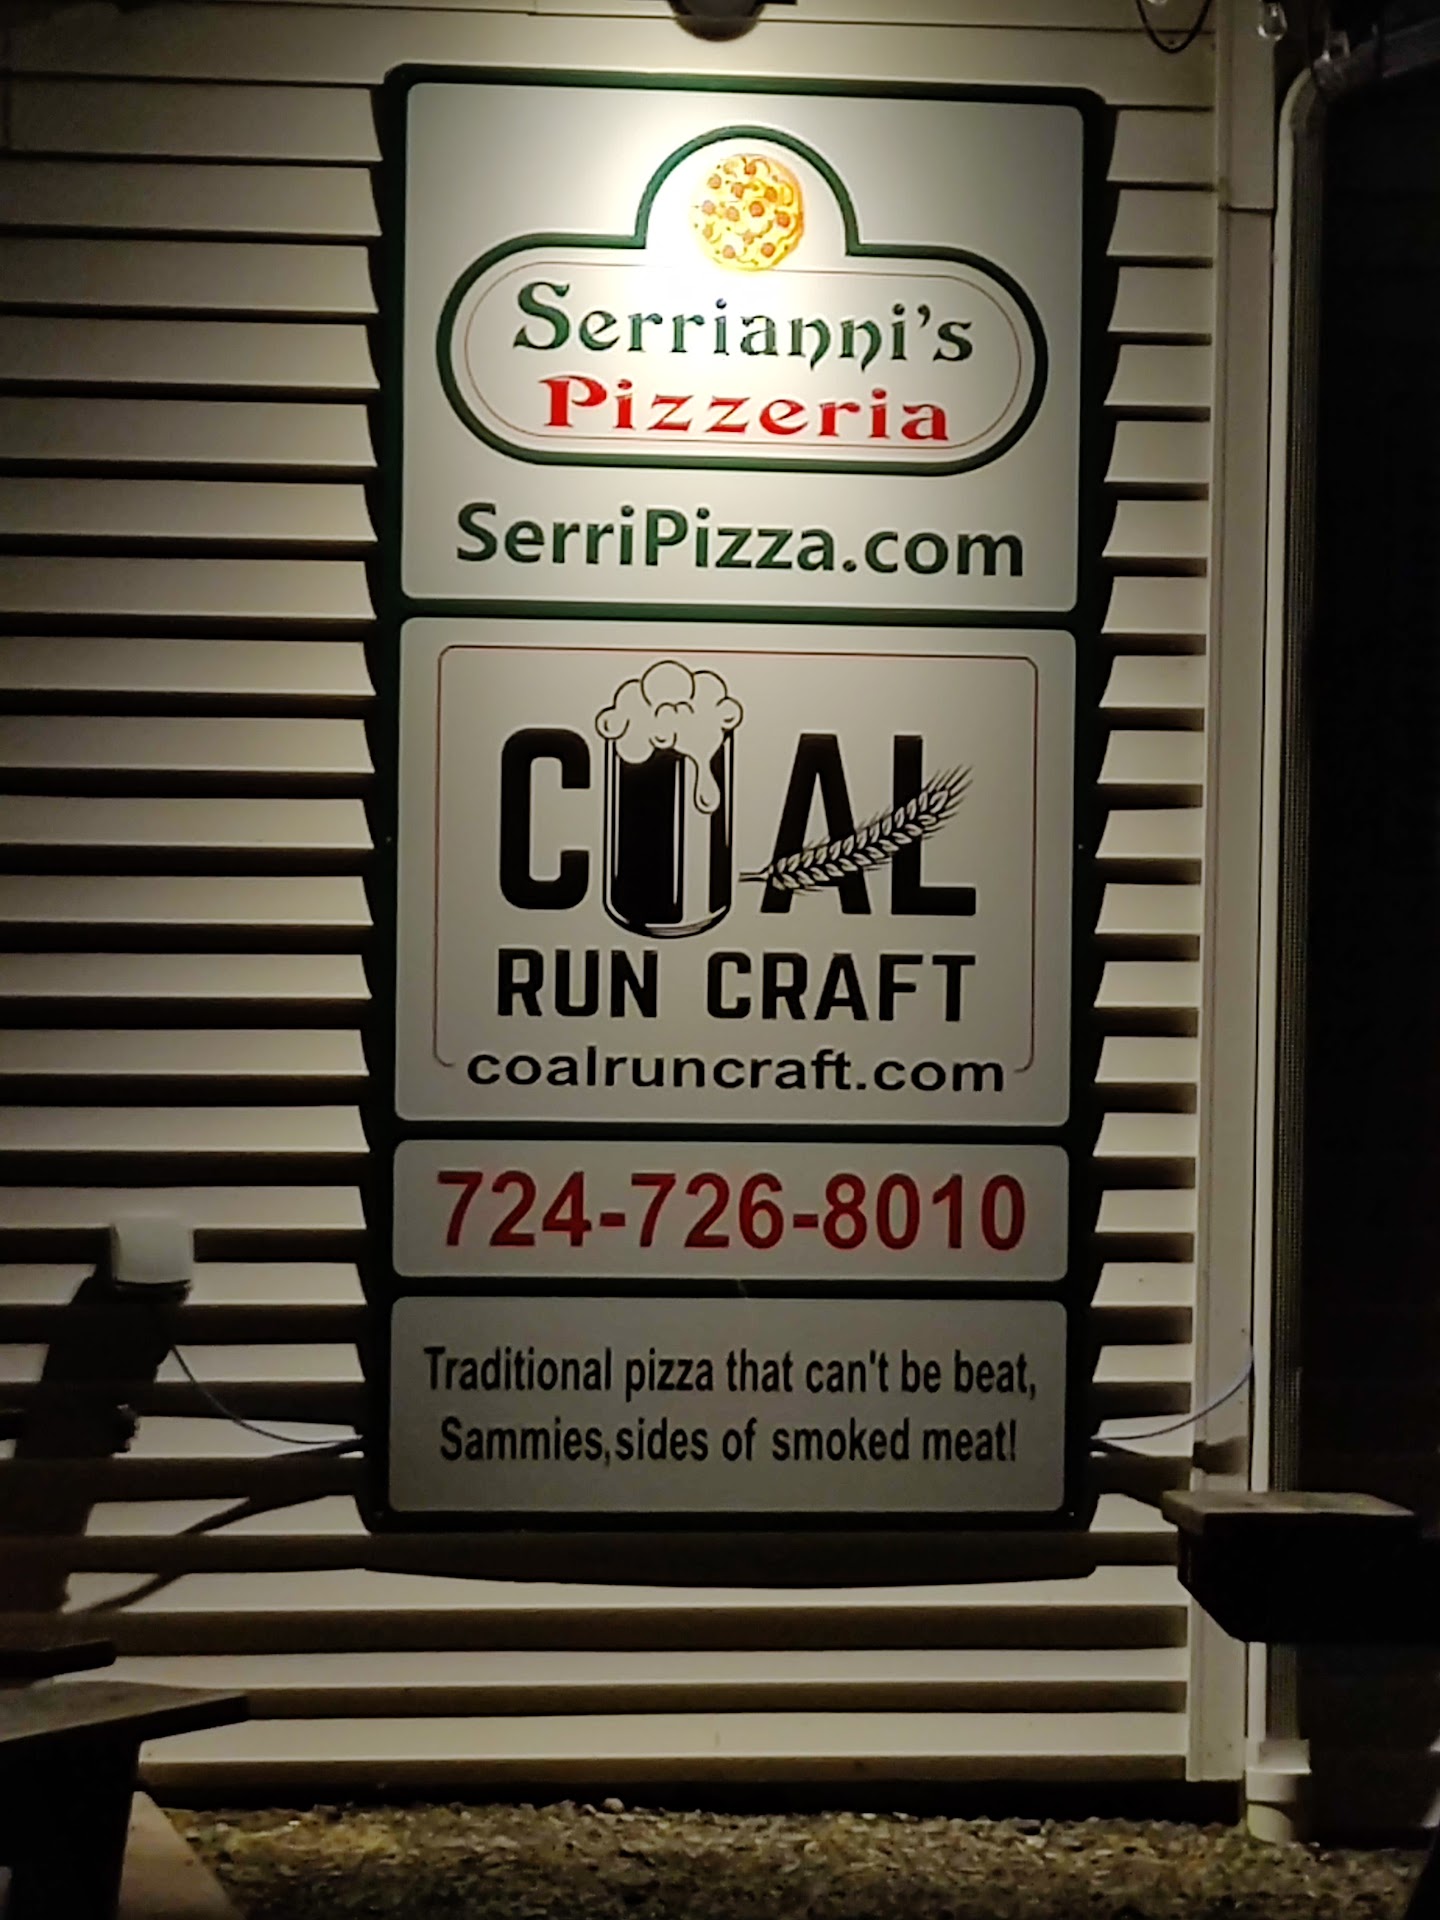 Serrianni's
Pizzeria
SerriPizza.com
COAL
RUN CRAFT
coalruncraft.com
724-726-8010
Traditional pizza that can't be beat,
Sammies,sides of smoked meat!